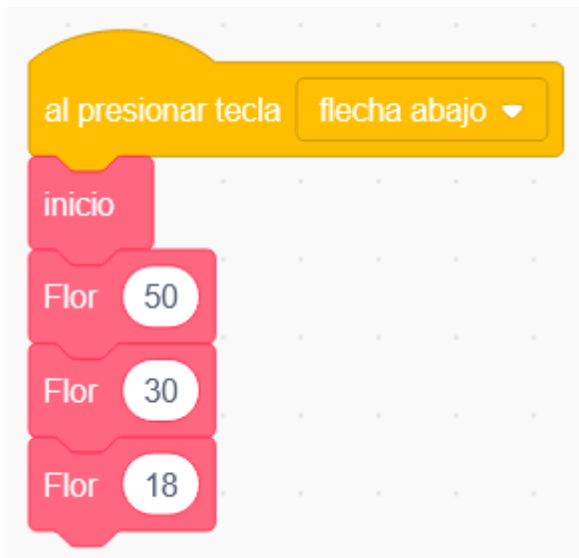 al presionar tecla flecha abajo
inicio
Flor 50
Flor 30
Flor 18